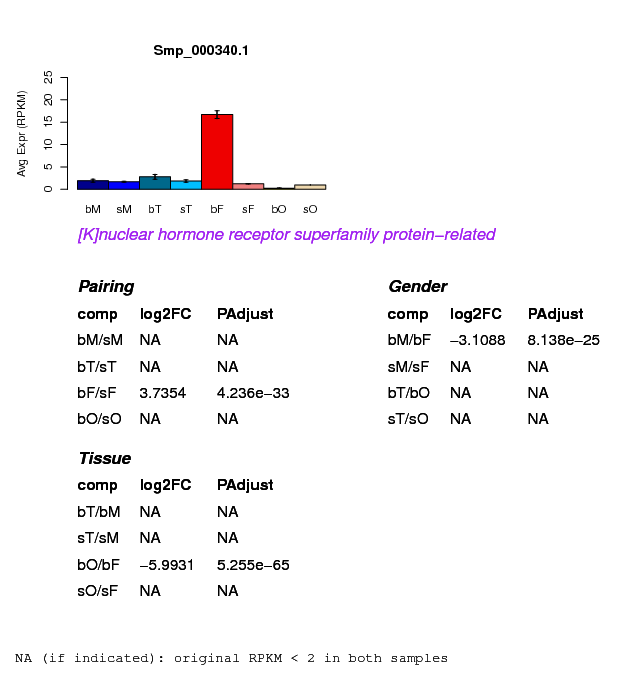 Smp_000340.1
Avg Expr (RPKM)
0 5 10 15 20 25
bM sM bT sT bF sF bO sO
[K]nuclear hormone receptor superfamily protein−related
Pairing
comp log2FC PAdjust
bM/sM NA NA
bT/sT NA NA
bF/sF 3.7354 4.236e−33
bO/sO NA NA
Gender
comp log2FC PAdjust
bM/bF −3.1088 8.138e−25
sM/sF NA NA
bT/bO NA NA
sT/sO NA NA
Tissue
comp log2FC PAdjust
bT/bM NA NA
sT/sM NA NA
bO/bF −5.9931 5.255e−65
sO/sF NA NA
NA (if indicated): original RPKM < 2 in both samples